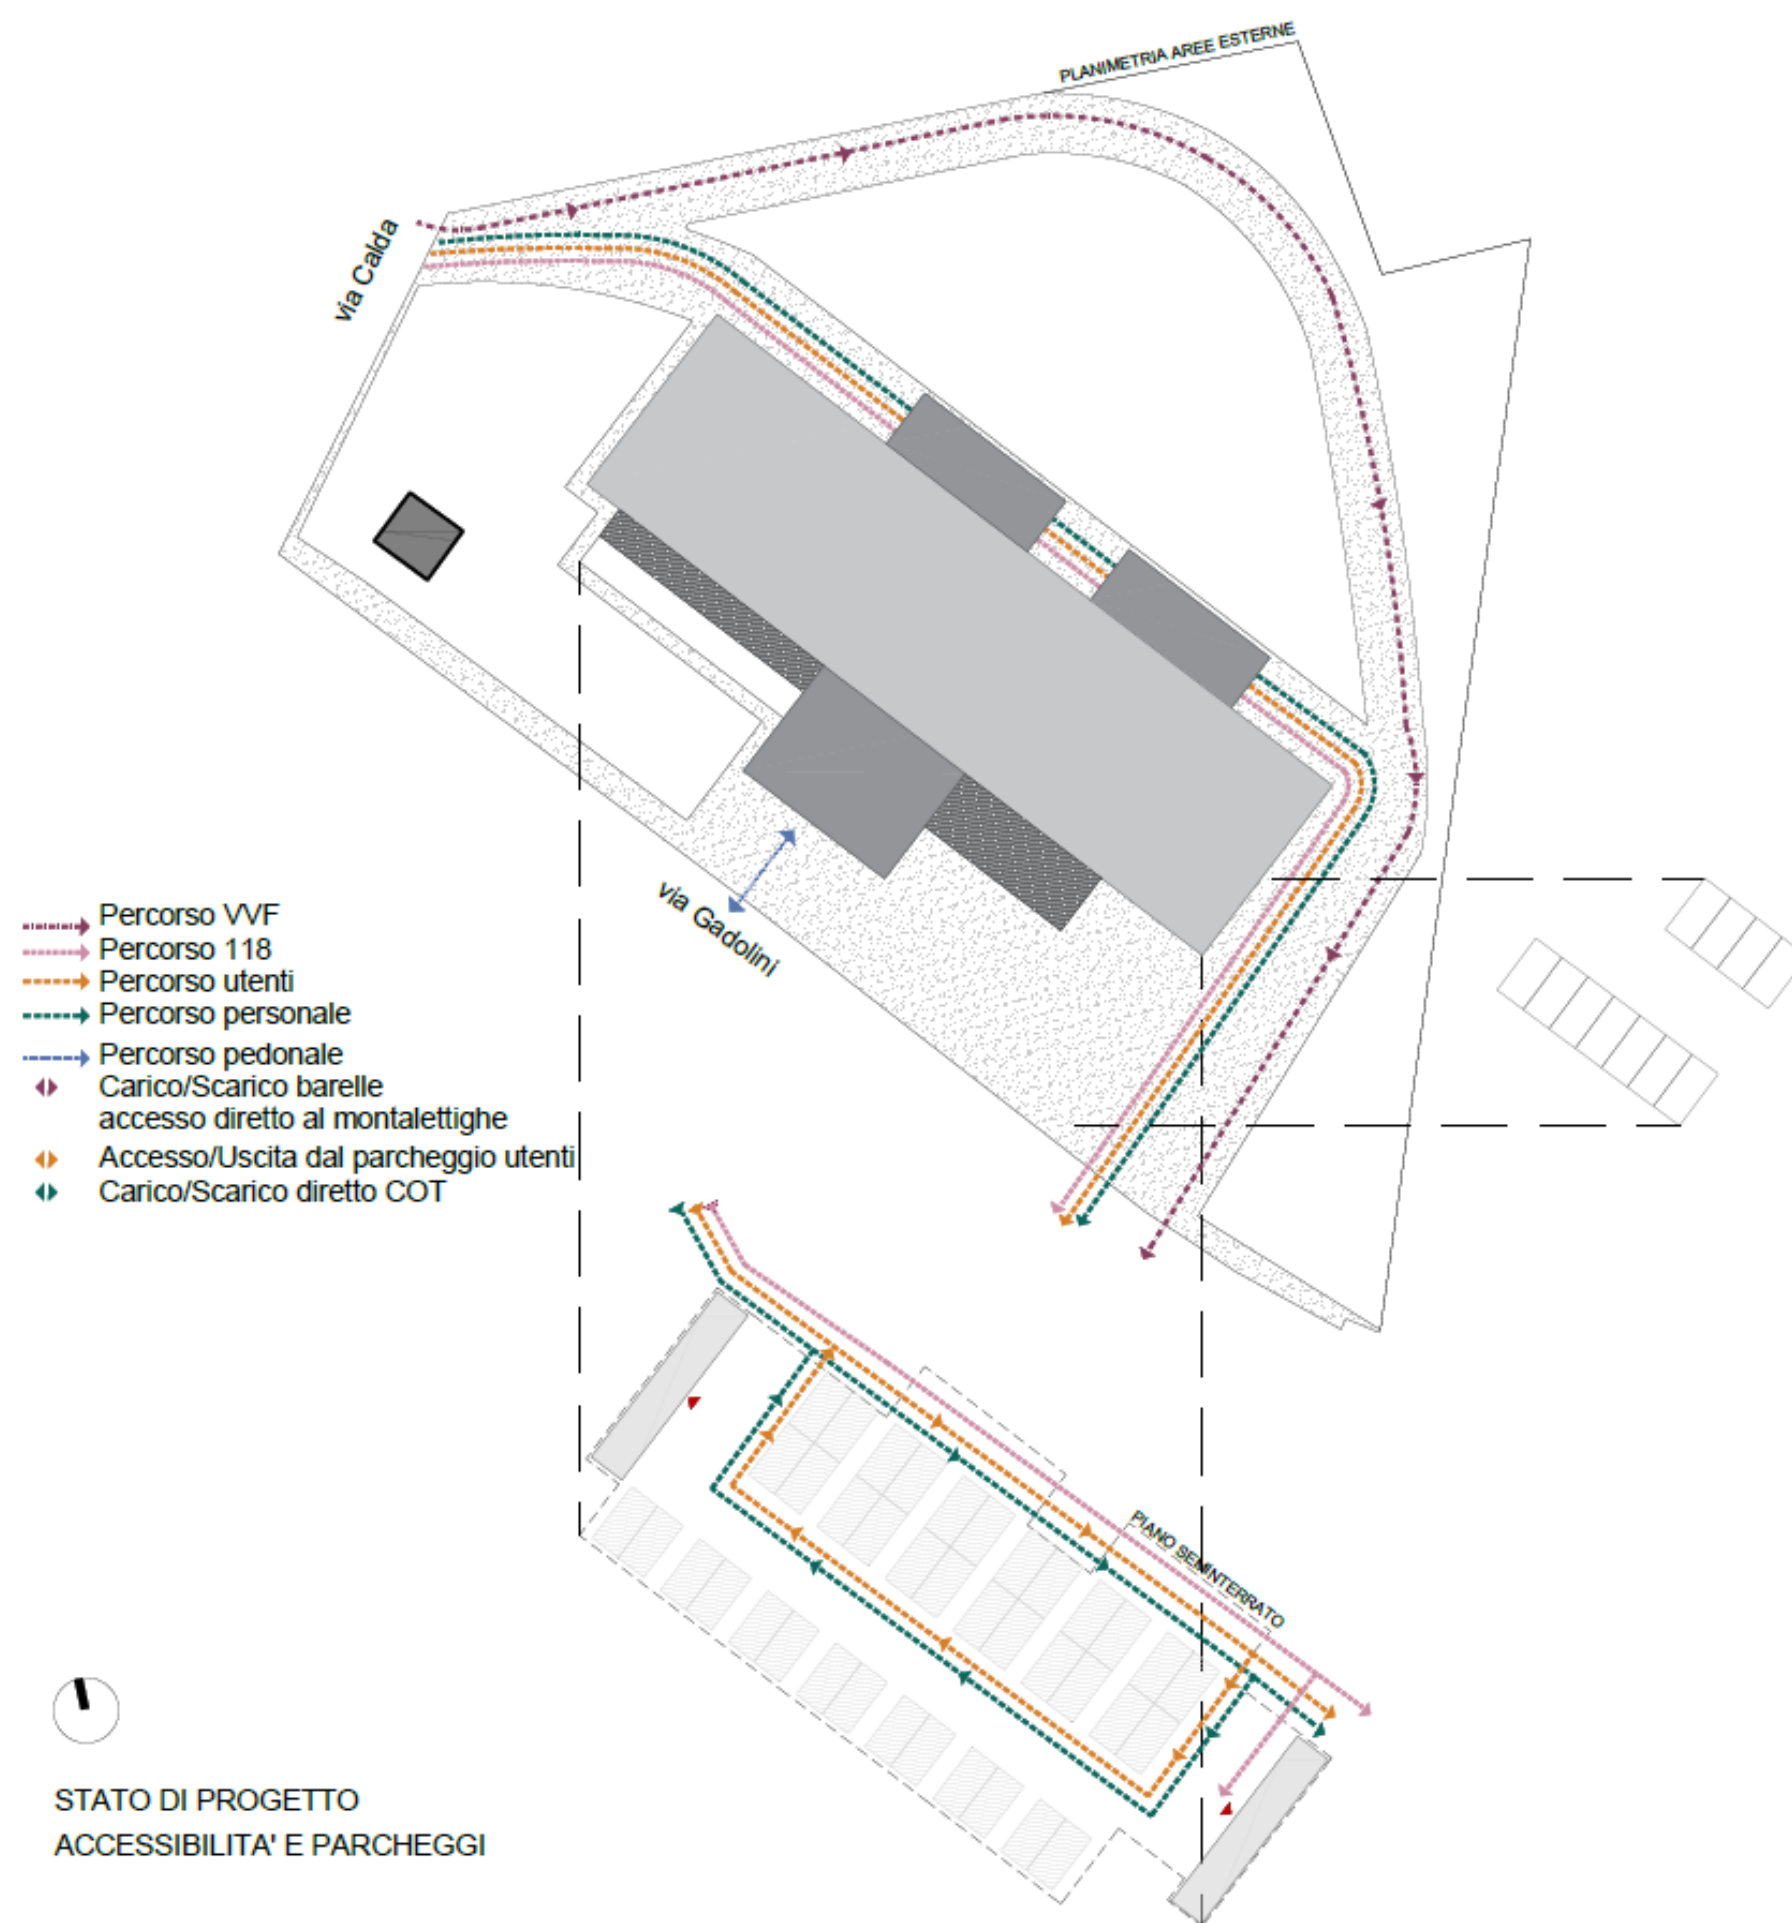 PLANIMETRIA AREE ESTERNE
via Calda
via Gadolini
Percorso VVF
Percorso 118
Percorso utenti
Percorso personale
Percorso pedonale
Carico/Scarico barelle
accesso diretto al montalettighe
Accesso/Uscita dal parcheggio utenti
Carico/Scarico diretto COT
PIANO SEMINTERRATO
STATO DI PROGETTO
ACCESSIBILITA' E PARCHEGGI